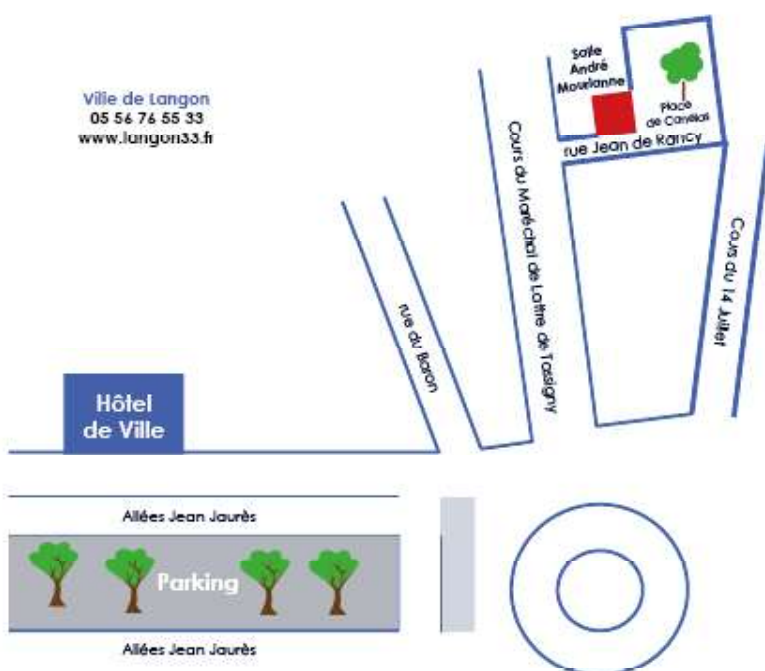 Ville de Langon
05 56 76 55 33
www.langon33.fr
Salle
André
Mourlanne
Place
de Canélas
rue Jean de Rancy
Cours du Maréchal de Lattre de Tassigny
Cours du 14 Juillet
rue du Baron
Hôtel
de Ville
Allées Jean Jaurès
Parking
Allées Jean Jaurès